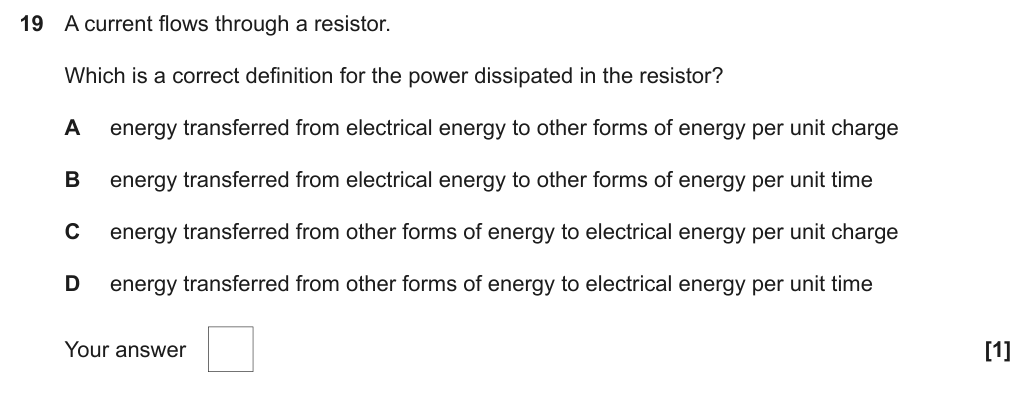 19 A current flows through a resistor.
Which is a correct definition for the power dissipated in the resistor?
A energy transferred from electrical energy to other forms of energy per unit charge
B energy transferred from electrical energy to other forms of energy per unit time
C energy transferred from other forms of energy to electrical energy per unit charge
D energy transferred from other forms of energy to electrical energy per unit time
Your answer [1]